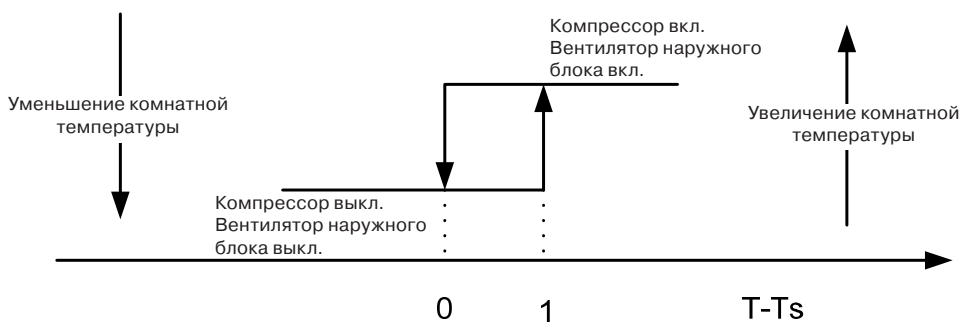 Компрессор вкл.
Вентилятор наружного
блока вкл.
Уменьшение комнатной
температуры
Увеличение комнатной
температуры
Компрессор выкл.
Вентилятор наружного
блока выкл.
0
1
T-Ts